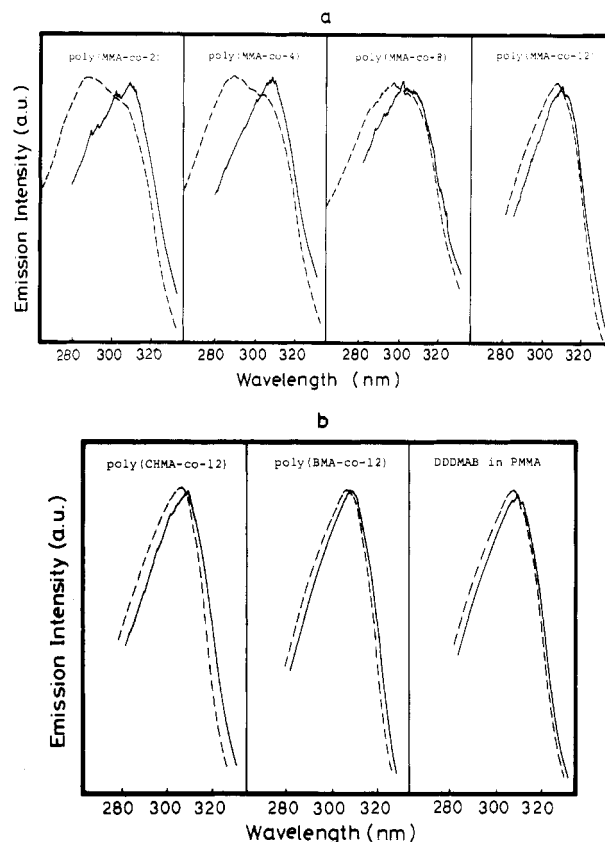 a
poly(MMA-co-2) poly(MMA-co-4) poly(MMA-co-8) poly(MMA-co-12)
Emission Intensity (a.u.)
280 300 320 280 300 320 280 300 320 280 300 320
Wavelength (nm)
b
poly(CHMA-co-12) poly(BMA-co-12) DDDMAB in PMMA
Emission Intensity (a.u.)
280 300 320 280 300 320 280 300 320
Wavelength (nm)